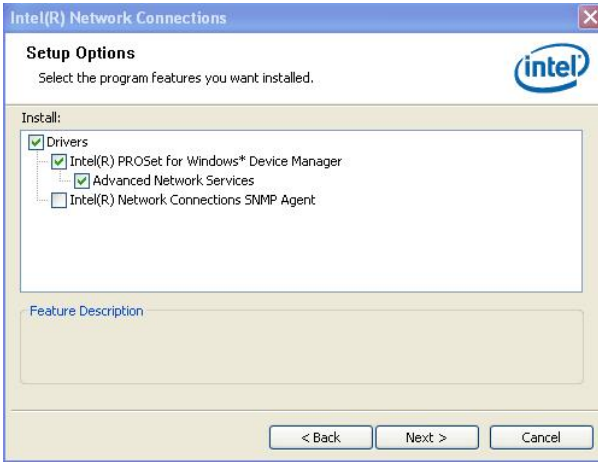 Intel(R) Network Connections
Setup Options
Select the program features you want installed.
intel
Install:
Drivers
Intel(R) PROSet for Windows* Device Manager
Advanced Network Services
Intel(R) Network Connections SNMP Agent
Feature Description
< Back Next > Cancel